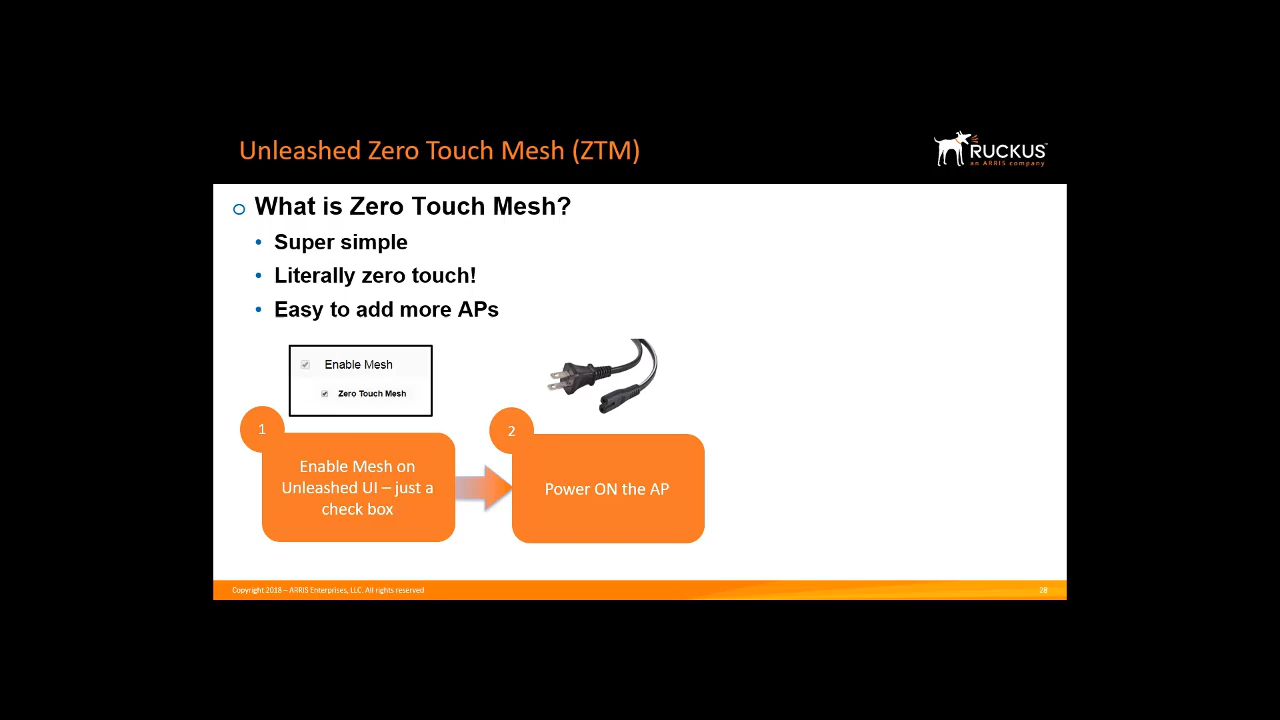 Unleashed Zero Touch Mesh (ZTM)
RUCKUS™
an ARRIS company
What is Zero Touch Mesh?
• Super simple
• Literally zero touch!
• Easy to add more APs
Enable Mesh
Zero Touch Mesh
1
Enable Mesh on
Unleashed UI – just a
check box
2
Power ON the AP
Copyright 2018 – ARRIS Enterprises, LLC. All rights reserved
28